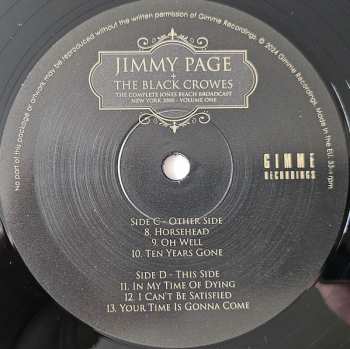 No part of this package or artwork, may be reproduced without the written permission of Gimme Recordings. © 2024 Gimme Recordings. Made in the EU. 33⅓ rpm
JIMMY PAGE
+
THE BLACK CROWES
THE COMPLETE JONES BEACH BROADCAST
NEW YORK 2000 - VOLUME ONE
GIMME
RECORDINGS
SIDE C - OTHER SIDE
8. HORSEHEAD
9. OH WELL
10. TEN YEARS GONE
SIDE D - THIS SIDE
11. IN MY TIME OF DYING
12. I CAN'T BE SATISFIED
13. YOUR TIME IS GONNA COME